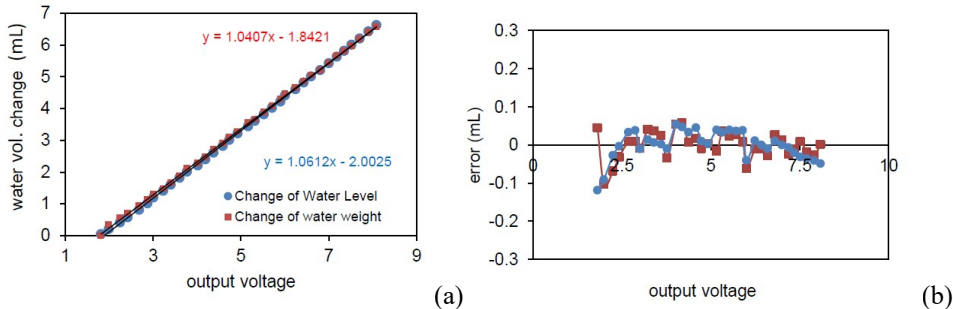 7
6
5
4
3
2
1
0
water vol. change (mL)
y = 1.0407x - 1.8421
y = 1.0612x - 2.0025
Change of Water Level
Change of water weight
1 3 5 7 9
output voltage
(a)
0.3
0.2
0.1
0
-0.1
-0.2
-0.3
error (mL)
0 2.5 5 7.5 10
output voltage
(b)